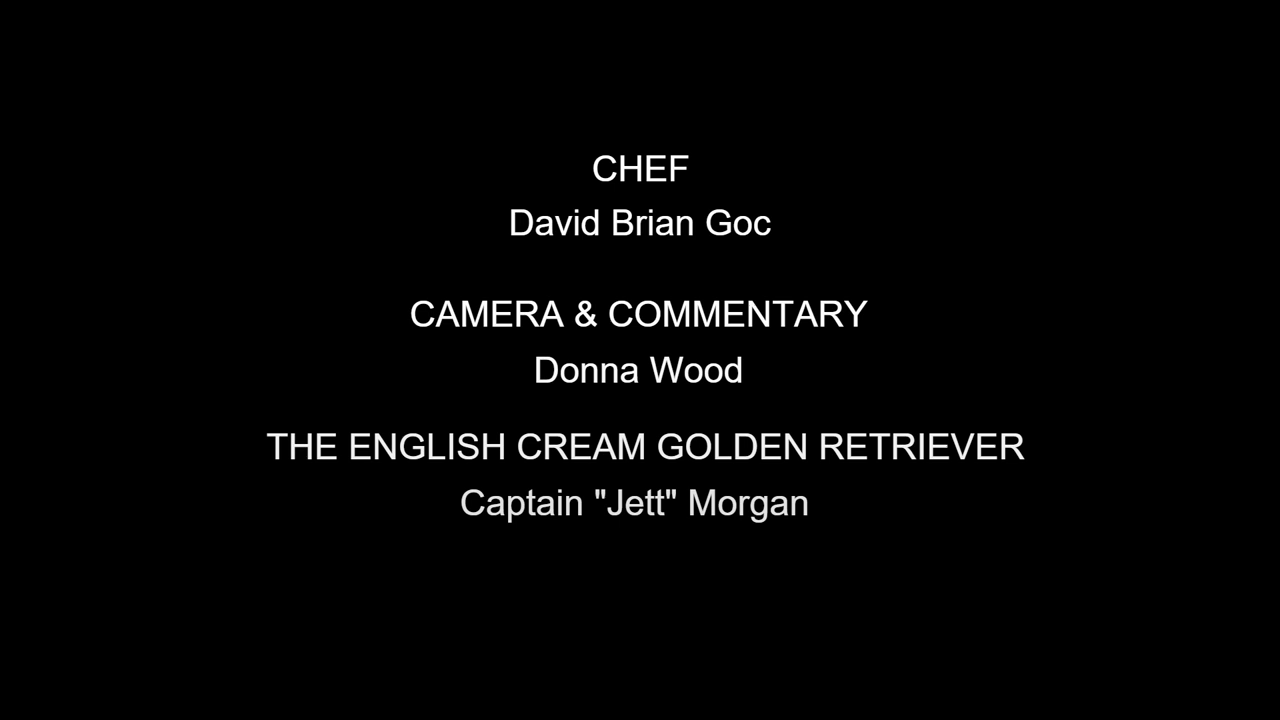 CHEF
David Brian Goc
CAMERA & COMMENTARY
Donna Wood
THE ENGLISH CREAM GOLDEN RETRIEVER
Captain "Jett" Morgan